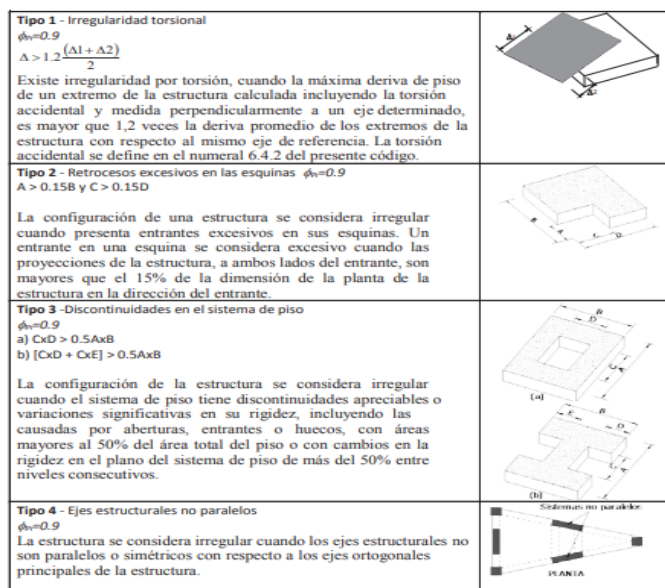 Tipo 1 - Irregularidad torsional
ϕPi=0.9
Δ > 1.2 (Δ1 + Δ2) / 2
Existe irregularidad por torsión, cuando la máxima deriva de piso
de un extremo de la estructura calculada incluyendo la torsión
accidental y medida perpendicularmente a un eje determinado,
es mayor que 1,2 veces la deriva promedio de los extremos de la
estructura con respecto al mismo eje de referencia. La torsión
accidental se define en el numeral 6.4.2 del presente código.
Δ1
Δ2
Tipo 2 - Retrocesos excesivos en las esquinas ϕPi=0.9
A > 0.15B y C > 0.15D
La configuración de una estructura se considera irregular
cuando presenta entrantes excesivos en sus esquinas. Un
entrante en una esquina se considera excesivo cuando las
proyecciones de la estructura, a ambos lados del entrante, son
mayores que el 15% de la dimensión de la planta de la
estructura en la dirección del entrante.
B
A
C
D
Tipo 3 -Discontinuidades en el sistema de piso
ϕPi=0.9
a) CxD > 0.5AxB
b) [CxD + CxE] > 0.5AxB
La configuración de la estructura se considera irregular
cuando el sistema de piso tiene discontinuidades apreciables o
variaciones significativas en su rigidez, incluyendo las
causadas por aberturas, entrantes o huecos, con áreas
mayores al 50% del área total del piso o con cambios en la
rigidez en el plano del sistema de piso de más del 50% entre
niveles consecutivos.
B
D
C
A
(a)
B
E
D
C
A
(b)
Tipo 4 - Ejes estructurales no paralelos
ϕPi=0.9
La estructura se considera irregular cuando los ejes estructurales no
son paralelos o simétricos con respecto a los ejes ortogonales
principales de la estructura.
Sistemas no paralelos
PLANTA